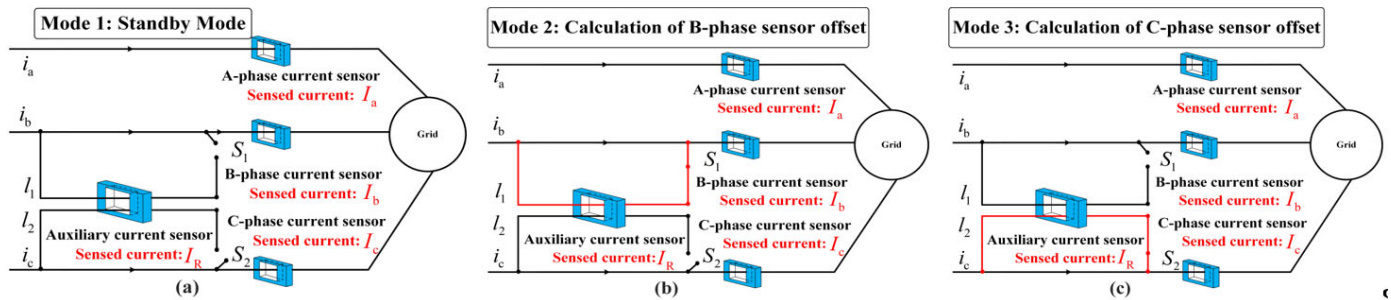 Mode 1: Standby Mode
i_a
A-phase current sensor
Sensed current: I_a
i_b
Grid
S_1
l_1
B-phase current sensor
Sensed current: I_b
l_2
C-phase current sensor
Auxiliary current sensor
Sensed current: I_c
Sensed current: I_R
S_2
i_c
(a)
Mode 2: Calculation of B-phase sensor offset
i_a
A-phase current sensor
Sensed current: I_a
i_b
Grid
S_1
l_1
B-phase current sensor
Sensed current: I_b
l_2
C-phase current sensor
Auxiliary current sensor
Sensed current: I_c
Sensed current: I_R
S_2
i_c
(b)
Mode 3: Calculation of C-phase sensor offset
i_a
A-phase current sensor
Sensed current: I_a
i_b
Grid
S_1
l_1
B-phase current sensor
Sensed current: I_b
l_2
C-phase current sensor
Auxiliary current sensor
Sensed current: I_c
Sensed current: I_R
S_2
i_c
(c)